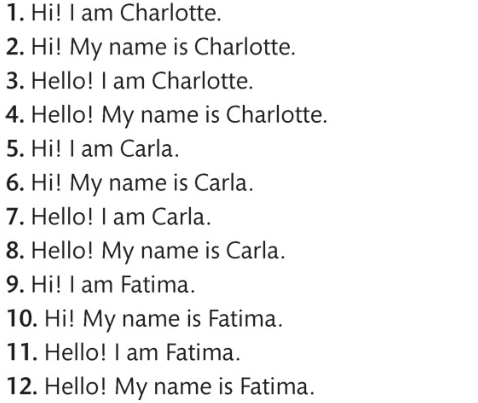 1. Hi! I am Charlotte.
2. Hi! My name is Charlotte.
3. Hello! I am Charlotte.
4. Hello! My name is Charlotte.
5. Hi! I am Carla.
6. Hi! My name is Carla.
7. Hello! I am Carla.
8. Hello! My name is Carla.
9. Hi! I am Fatima.
10. Hi! My name is Fatima.
11. Hello! I am Fatima.
12. Hello! My name is Fatima.